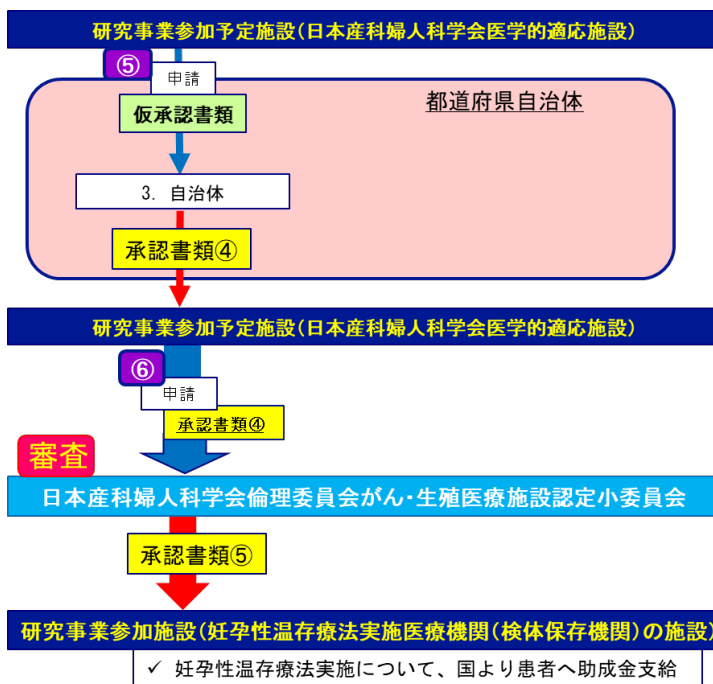 研究事業参加予定施設(日本産科婦人科学会医学的適応施設)
⑤
申請
仮承認書類
都道府県自治体
3. 自治体
承認書類④
研究事業参加予定施設(日本産科婦人科学会医学的適応施設)
⑥
申請
承認書類④
審査
日本産科婦人科学会倫理委員会がん・生殖医療施設認定小委員会
承認書類⑤
研究事業参加施設(妊孕性温存療法実施医療機関(検体保存機関)の施設)
✓ 妊孕性温存療法実施について、国より患者へ助成金支給